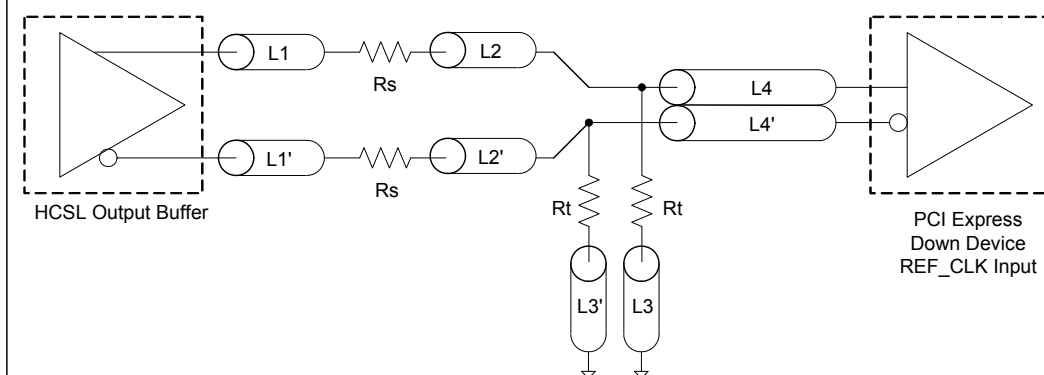 L1
Rs
L2
L4
L4'
L1'
Rs
L2'
HCSL Output Buffer
Rt
Rt
L3'
L3
PCI Express
Down Device
REF_CLK Input